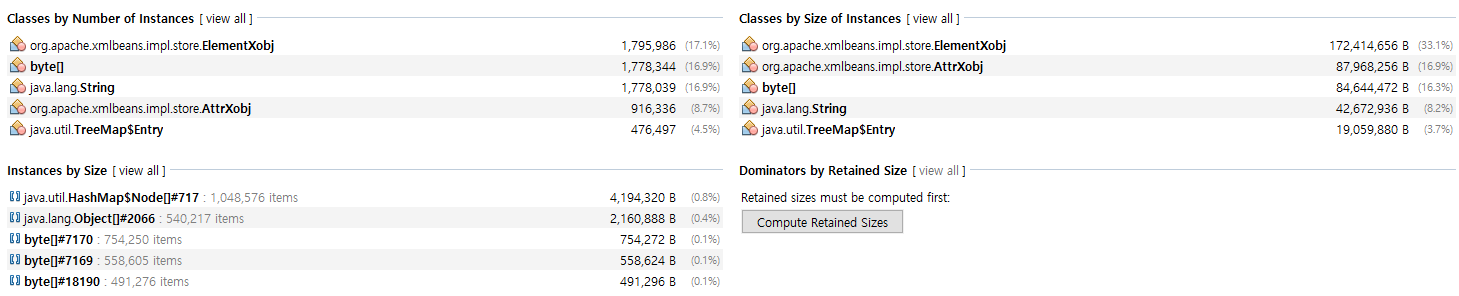 Classes by Number of Instances [ view all ]
org.apache.xmlbeans.impl.store.ElementXobj 1,795,986 (17.1%)
byte[] 1,778,344 (16.9%)
java.lang.String 1,778,039 (16.9%)
org.apache.xmlbeans.impl.store.AttrXobj 916,336 (8.7%)
java.util.TreeMap$Entry 476,497 (4.5%)
Classes by Size of Instances [ view all ]
org.apache.xmlbeans.impl.store.ElementXobj 172,414,656 B (33.1%)
org.apache.xmlbeans.impl.store.AttrXobj 87,968,256 B (16.9%)
byte[] 84,644,472 B (16.3%)
java.lang.String 42,672,936 B (8.2%)
java.util.TreeMap$Entry 19,059,880 B (3.7%)
Instances by Size [ view all ]
java.util.HashMap$Node[]#717 : 1,048,576 items 4,194,320 B (0.8%)
java.lang.Object[]#2066 : 540,217 items 2,160,888 B (0.4%)
byte[]#7170 : 754,250 items 754,272 B (0.1%)
byte[]#7169 : 558,605 items 558,624 B (0.1%)
byte[]#18190 : 491,276 items 491,296 B (0.1%)
Dominators by Retained Size [ view all ]
Retained sizes must be computed first:
Compute Retained Sizes